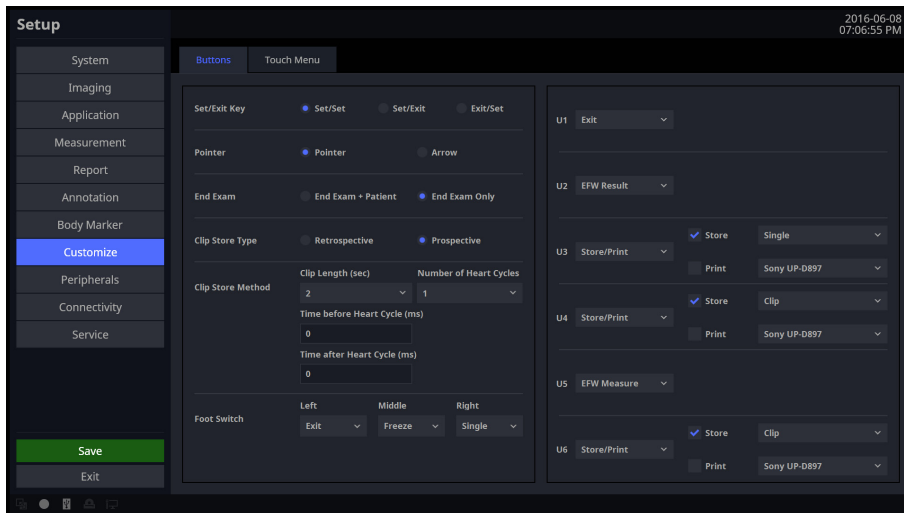 Setup
2016-06-08
07:06:55 PM
System
Imaging
Application
Measurement
Report
Annotation
Body Marker
Customize
Peripherals
Connectivity
Service
Save
Exit
Buttons Touch Menu
Set/Exit Key Set/Set Set/Exit Exit/Set
Pointer Pointer Arrow
End Exam End Exam + Patient End Exam Only
Clip Store Type Retrospective Prospective
Clip Store Method
Clip Length (sec) Number of Heart Cycles
2 1
Time before Heart Cycle (ms)
0
Time after Heart Cycle (ms)
0
Foot Switch
Left Middle Right
Exit Freeze Single
U1 Exit
U2 EFW Result
U3 Store/Print
Store Single
Print Sony UP-D897
U4 Store/Print
Store Clip
Print Sony UP-D897
U5 EFW Measure
U6 Store/Print
Store Clip
Print Sony UP-D897